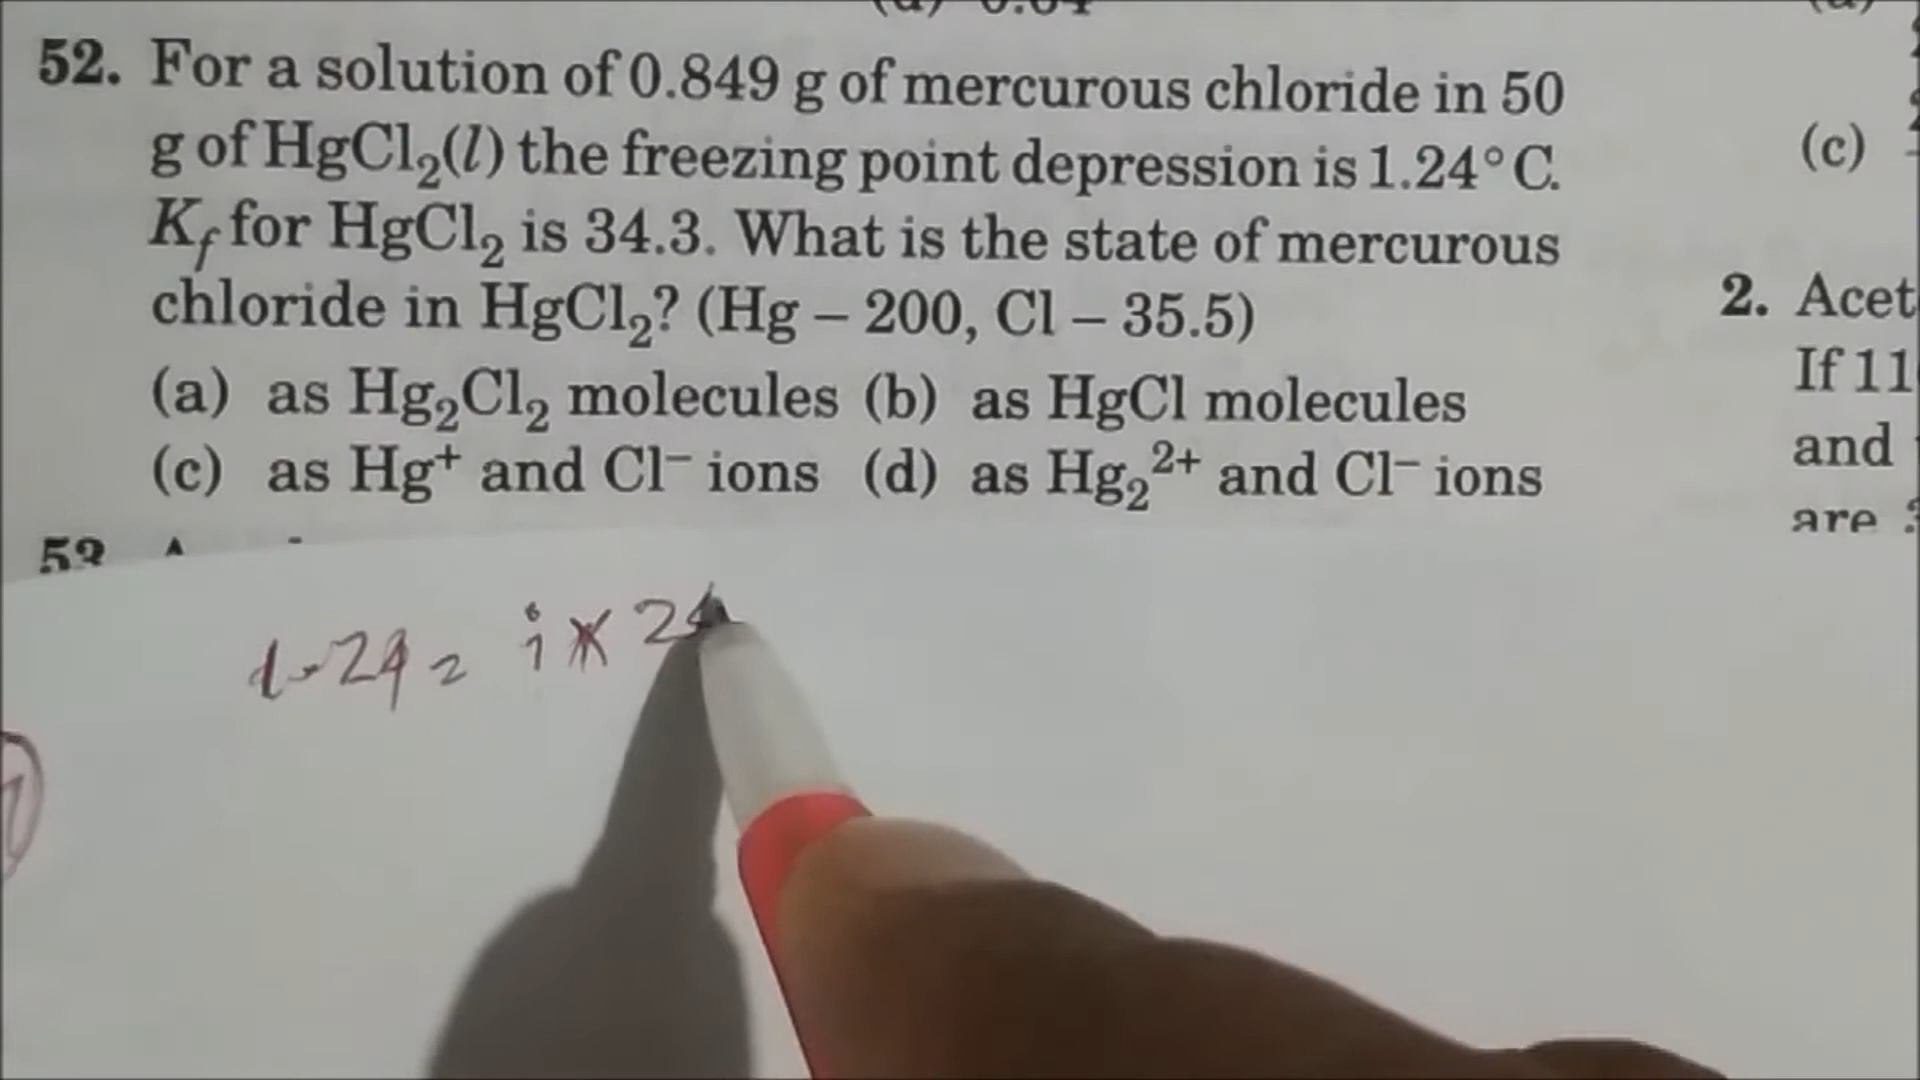 52. For a solution of 0.849 g of mercurous chloride in 50
g of HgCl₂(l) the freezing point depression is 1.24°C.
K_f for HgCl₂ is 34.3. What is the state of mercurous
chloride in HgCl₂? (Hg – 200, Cl – 35.5)
(a) as Hg₂Cl₂ molecules (b) as HgCl molecules
(c) as Hg⁺ and Cl⁻ ions (d) as Hg₂²⁺ and Cl⁻ ions
53
1.24 = i ×
(c)
2. Acet
If 11
and
are